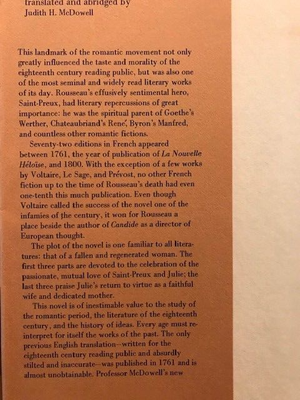 translated and abridged by
Judith H. McDowell
This landmark of the romantic movement not only
greatly influenced the taste and morality of the
eighteenth century reading public, but was also one
of the most seminal and widely read literary works
of its day. Rousseau's effusively sentimental hero,
Saint-Preux, had literary repercussions of great
importance: he was the spiritual parent of Goethe's
Werther, Chateaubriand's René, Byron's Manfred,
and countless other romantic fictions.
Seventy-two editions in French appeared
between 1761, the year of publication of La Nouvelle
Héloïse, and 1800. With the exception of a few works
by Voltaire, Le Sage, and Prévost, no other French
fiction up to the time of Rousseau's death had even
one-tenth this much publication. Even though
Voltaire called the success of the novel one of the
infamies of the century, it won for Rousseau a
place beside the author of Candide as a director of
European thought.
The plot of the novel is one familiar to all litera-
tures: that of a fallen and regenerated woman. The
first three parts are devoted to the celebration of the
passionate, mutual love of Saint-Preux and Julie; the
last three praise Julie's return to virtue as a faithful
wife and dedicated mother.
This novel is of inestimable value to the study of
the romantic period, the literature of the eighteenth
century, and the history of ideas. Every age must re-
interpret for itself the works of the past. The only
previous English translation—written for the
eighteenth century reading public and absurdly
stilted and inaccurate—was published in 1761 and is
almost unobtainable. Professor McDowell's new